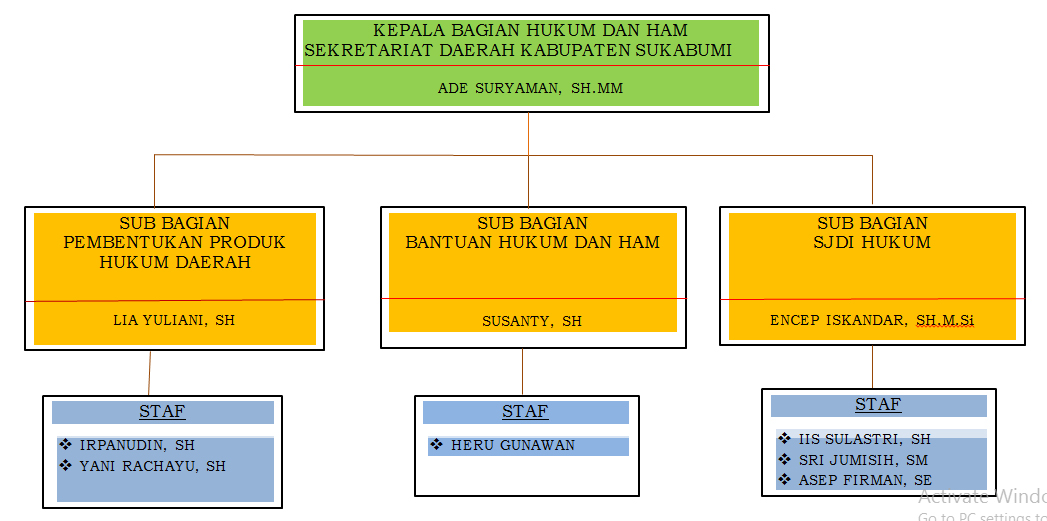 KEPALA BAGIAN HUKUM DAN HAM
SEKRETARIAT DAERAH KABUPATEN SUKABUMI
ADE SURYAMAN, SH.MM
SUB BAGIAN
PEMBENTUKAN PRODUK
HUKUM DAERAH
LIA YULIANI, SH
SUB BAGIAN
BANTUAN HUKUM DAN HAM
SUSANTY, SH
SUB BAGIAN
SJDI HUKUM
ENCEP ISKANDAR, SH,M,Si
STAF
❖ IRPANUDIN, SH
❖ YANI RACHAYU, SH
STAF
❖ HERU GUNAWAN
STAF
❖ IIS SULASTRI, SH
❖ SRI JUMISIH, SM
❖ ASEP FIRMAN, SE
Activate Windo
Go to PC settings to